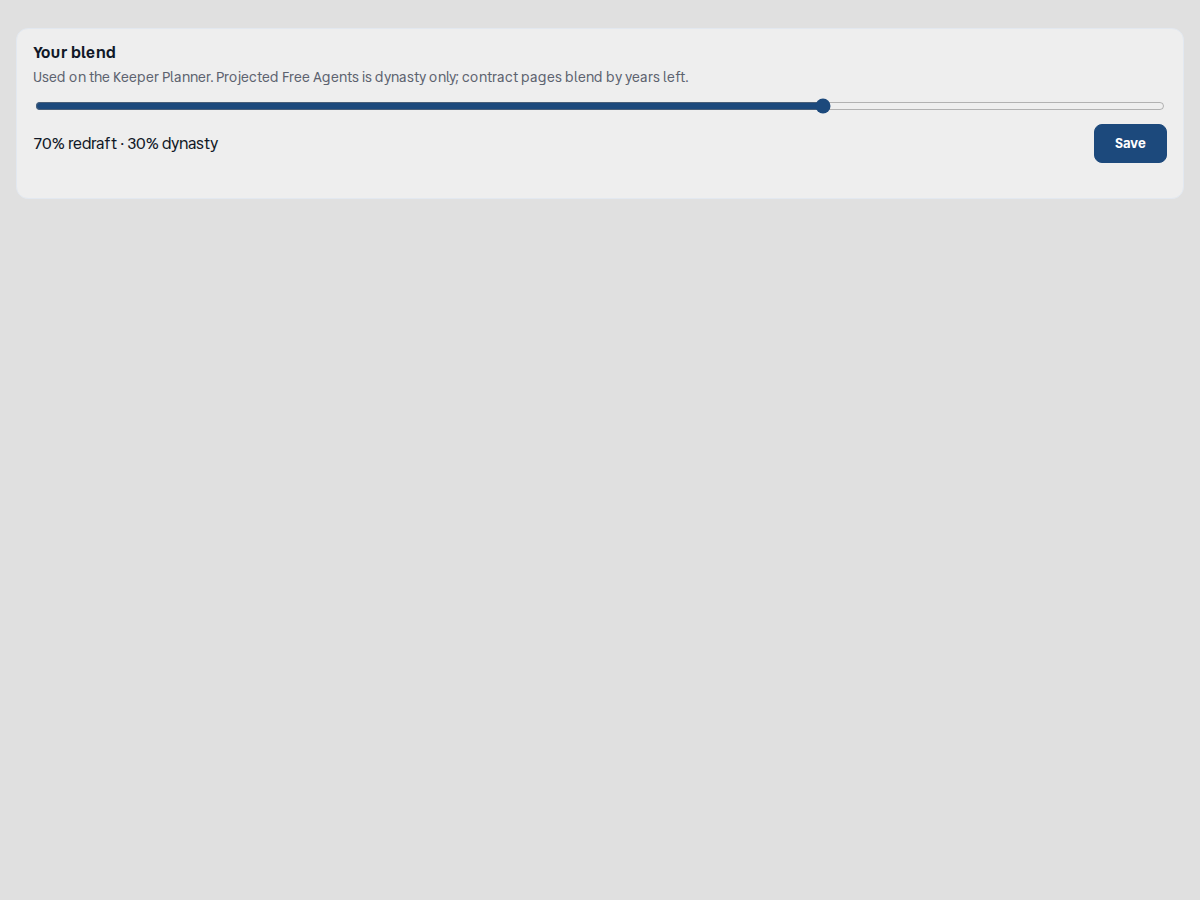 Your blend
Used on the Keeper Planner. Projected Free Agents is dynasty only; contract pages blend by years left.
70% redraft · 30% dynasty
Save